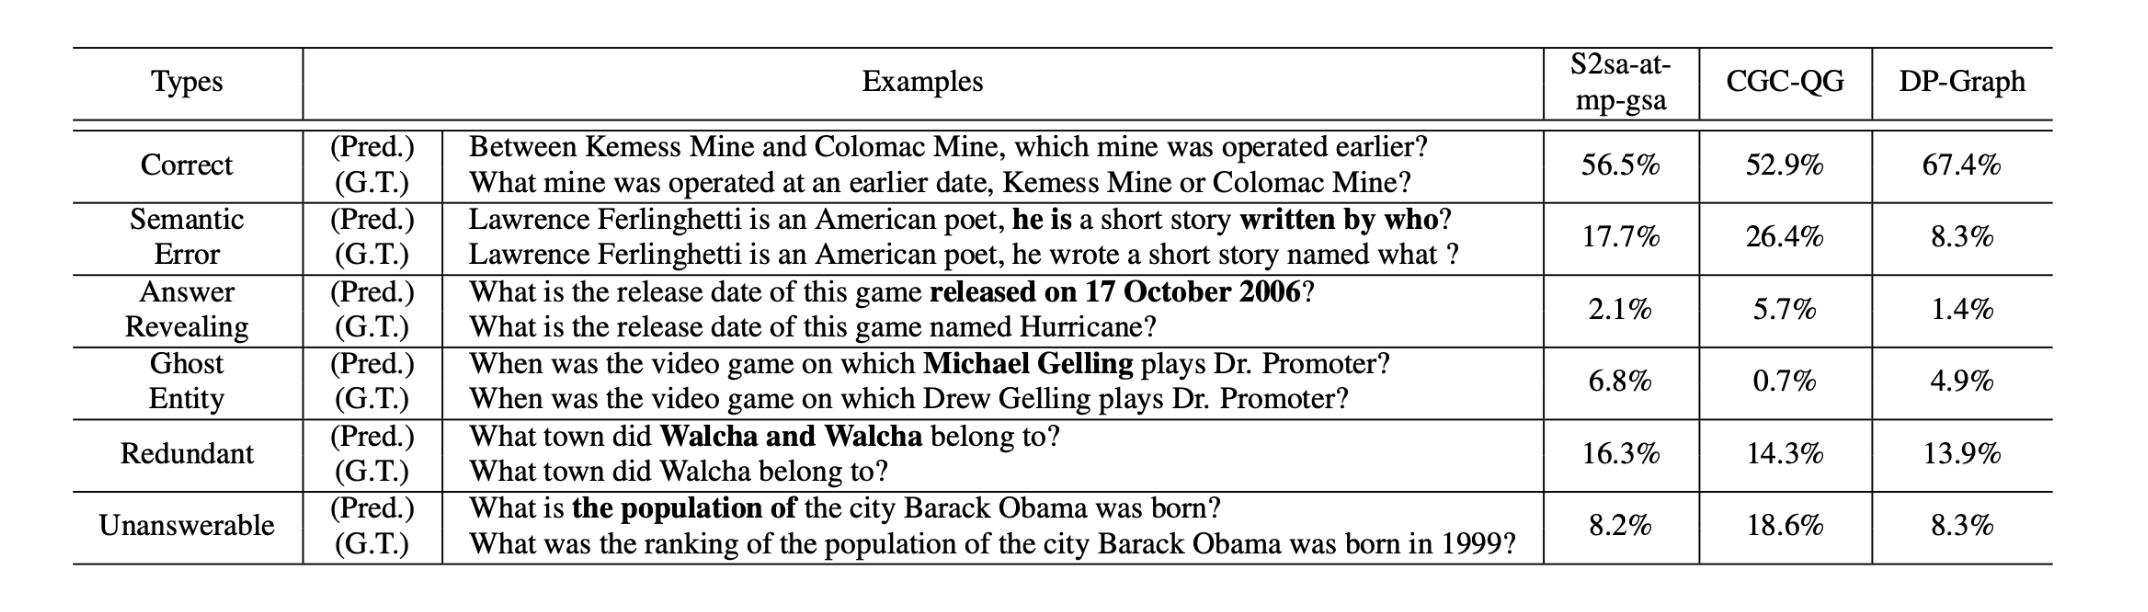 Types Examples S2sa-at-mp-gsa CGC-QG DP-Graph
Correct (Pred.) Between Kemess Mine and Colomac Mine, which mine was operated earlier? 56.5% 52.9% 67.4%
(G.T.) What mine was operated at an earlier date, Kemess Mine or Colomac Mine?
Semantic Error (Pred.) Lawrence Ferlinghetti is an American poet, he is a short story written by who? 17.7% 26.4% 8.3%
(G.T.) Lawrence Ferlinghetti is an American poet, he wrote a short story named what ?
Answer Revealing (Pred.) What is the release date of this game released on 17 October 2006? 2.1% 5.7% 1.4%
(G.T.) What is the release date of this game named Hurricane?
Ghost Entity (Pred.) When was the video game on which Michael Gelling plays Dr. Promoter? 6.8% 0.7% 4.9%
(G.T.) When was the video game on which Drew Gelling plays Dr. Promoter?
Redundant (Pred.) What town did Walcha and Walcha belong to? 16.3% 14.3% 13.9%
(G.T.) What town did Walcha belong to?
Unanswerable (Pred.) What is the population of the city Barack Obama was born? 8.2% 18.6% 8.3%
(G.T.) What was the ranking of the population of the city Barack Obama was born in 1999?